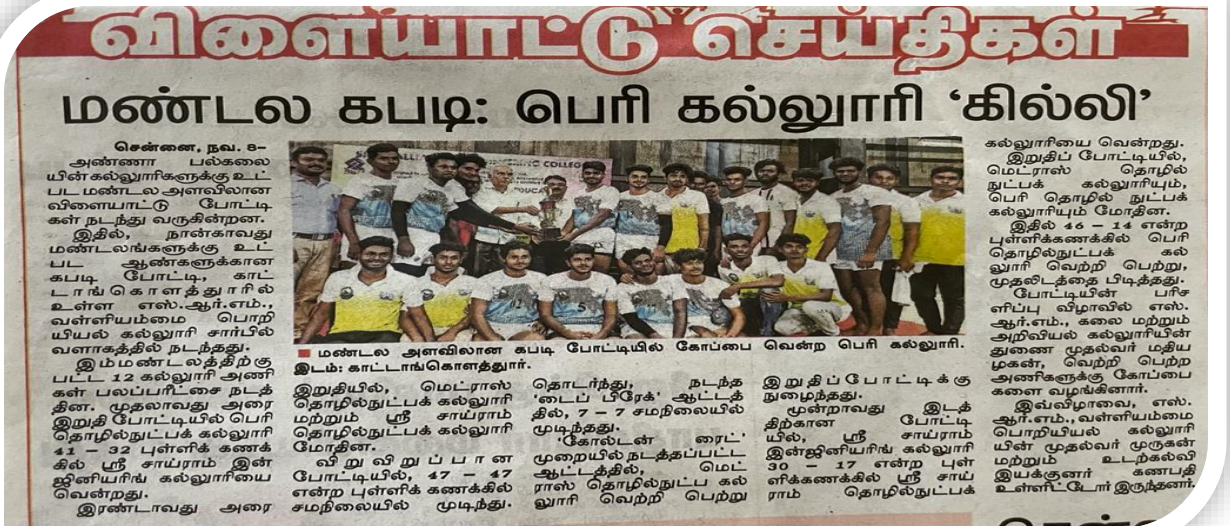 விளையாட்டு செய்திகள்
மண்டல கபடி: பெரி கல்லூரி ‘கில்லி’
சென்னை, நவ. 8–
அண்ணா பல்கலை
யின் கல்லூரிகளுக்கு உட்
பட மண்டல அளவிலான
விளையாட்டு போட்டி
கள் நடந்து வருகின்றன.
இதில், நான்காவது
மண்டலங்களுக்கு உட்
பட ஆண்களுக்கான
கபடி போட்டி, காட்
டாங்கொளத்தூரில்
உள்ள எஸ்.ஆர்.எம்.,
வள்ளியம்மை பொறி
யியல் கல்லூரி சார்பில்
வளாகத்தில் நடந்தது.
இம்மண்டலத்திற்கு
பட்ட 12 கல்லூரி அணி
கள் பலப்பரீட்சை நடத்
தின. முதலாவது அரை
இறுதி போட்டியில் பெரி
தொழில்நுட்பக் கல்லூரி
41 – 32 புள்ளிக் கணக்
கில் ஸ்ரீ சாய்ராம் இன்
ஜினியரிங் கல்லூரியை
வென்றது.
இரண்டாவது அரை
COLLEGE
■ மண்டல அளவிலான கபடி போட்டியில் கோப்பை வென்ற பெரி கல்லூரி.
இடம்: காட்டாங்கொளத்தூர்.
இறுதியில், மெட்ராஸ்
தொழில்நுட்பக் கல்லூரி
மற்றும் ஸ்ரீ சாய்ராம்
தொழில்நுட்பக் கல்லூரி
மோதின.
விறுவிறுப்பான
போட்டியில், 47 – 47
என்ற புள்ளிக் கணக்கில்
சமநிலையில் முடிந்து.
தொடர்ந்து, நடந்த
'டைப் பிரேக்' ஆட்டத்
தில், 7 – 7 சமநிலையில்
முடிந்தது.
'கோல்டன் ரைட்'
முறையில் நடத்தப்பட்ட
ஆட்டத்தில், மெட்
ராஸ் தொழில்நுட்ப கல்
லூரி வெற்றி பெற்று
இறுதிப்போட்டிக்கு
நுழைந்தது.
மூன்றாவது இடத்
திற்கான போட்டி
யில், ஸ்ரீ சாய்ராம்
இன்ஜினியரிங் கல்லூரி
30 – 17 என்ற புள்
ளிக்கணக்கில் ஸ்ரீ சாய்
ராம் தொழில்நுட்பக்
கல்லூரியை வென்றது.
இறுதிப் போட்டியில்,
மெட்ராஸ் தொழில்
நுட்பக் கல்லூரியும்,
பெரி தொழில் நுட்பக்
கல்லூரியும் மோதின.
இதில் 46 – 14 என்ற
புள்ளிக்கணக்கில் பெரி
தொழில்நுட்பக் கல்
லூரி வெற்றி பெற்று,
முதலிடத்தை பிடித்தது.
போட்டியின் பரிச
ளிப்பு விழாவில் எஸ்.
ஆர்.எம்., கலை மற்றும்
அறிவியல் கல்லூரியின்
துணை முதல்வர் மதிய
ழகன், வெற்றி பெற்ற
அணிகளுக்கு கோப்பை
களை வழங்கினார்.
இவ்விழாவை, எஸ்.
ஆர்.எம்., வள்ளியம்மை
பொறியியல் கல்லூரி
யின் முதல்வர் முருகன்
மற்றும் உடற்கல்வி
இயக்குனர் கணபதி
உள்ளிட்டோர் இருந்தனர்.